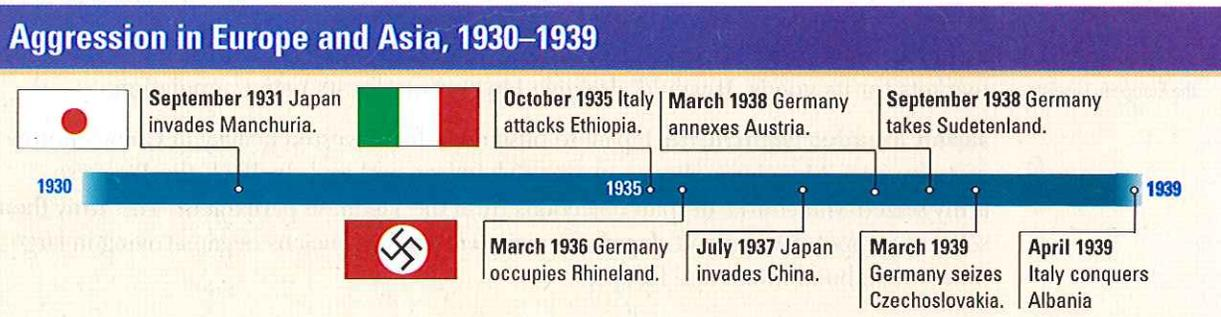 Aggression in Europe and Asia, 1930–1939
September 1931 Japan
invades Manchuria.
October 1935 Italy
attacks Ethiopia.
March 1938 Germany
annexes Austria.
September 1938 Germany
takes Sudetenland.
1930
1935
1939
March 1936 Germany
occupies Rhineland.
July 1937 Japan
invades China.
March 1939
Germany seizes
Czechoslovakia.
April 1939
Italy conquers
Albania